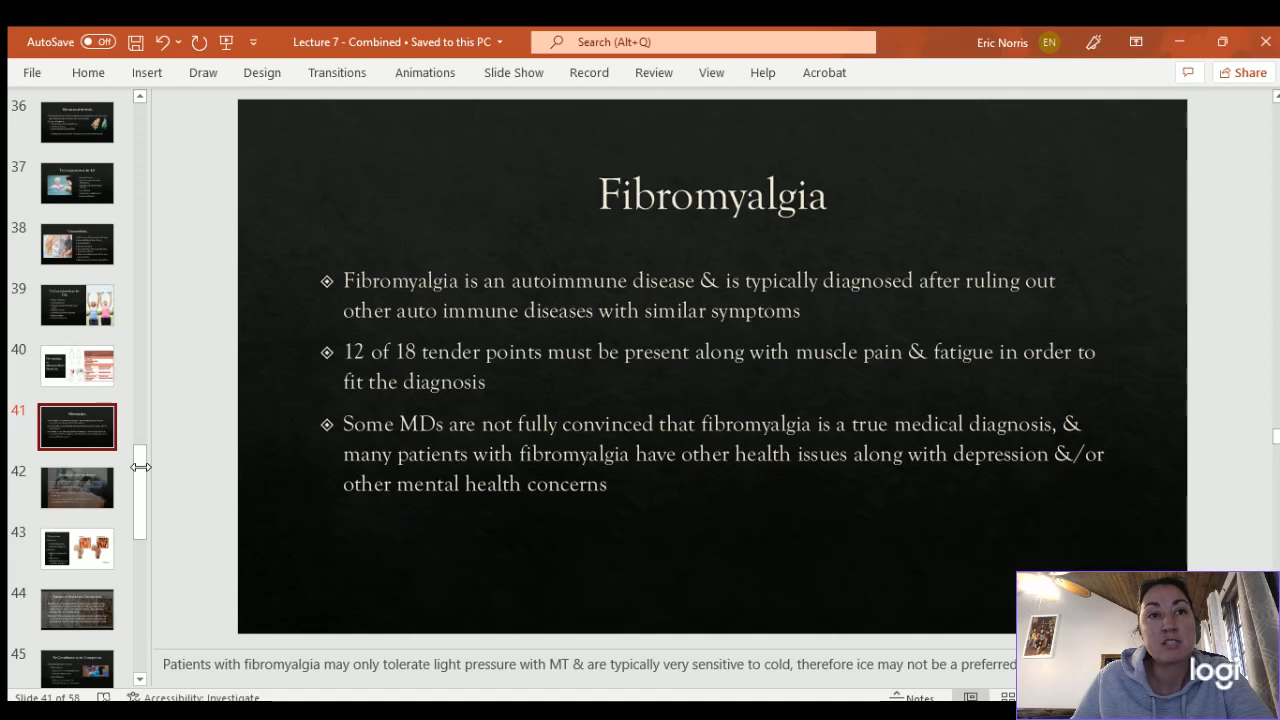 AutoSave Off Lecture 7 - Combined • Saved to this PC Search (Alt+Q) Eric Norris EN
File Home Insert Draw Design Transitions Animations Slide Show Record Review View Help Acrobat Share
36
37
38
39
40
41
42
43
44
45
Fibromyalgia
Fibromyalgia is an autoimmune disease & is typically diagnosed after ruling out
other auto immune diseases with similar symptoms
12 of 18 tender points must be present along with muscle pain & fatigue in order to
fit the diagnosis
Some MDs are not fully convinced that fibromyalgia is a true medical diagnosis, &
many patients with fibromyalgia have other health issues along with depression &/or
other mental health concerns
Patients with fibromyalgia may only tolerate light pressure with MT & are typically very sensitive to cold, therefore ice may not be a preferred
Slide 41 of 58 Accessibility: Investigate Notes
logi